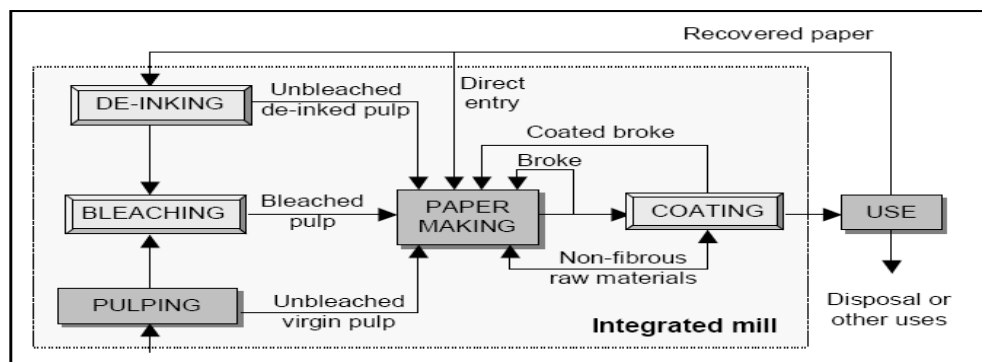 Recovered paper
DE-INKING
Unbleached
de-inked pulp
Direct
entry
Coated broke
Broke
BLEACHING
Bleached
pulp
PAPER
MAKING
COATING
USE
Non-fibrous
raw materials
PULPING
Unbleached
virgin pulp
Integrated mill
Disposal or
other uses